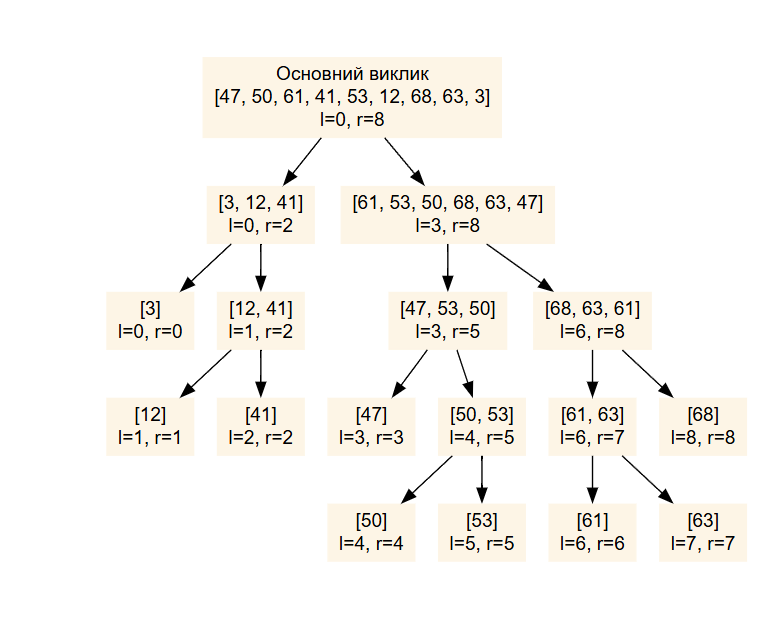 Основний виклик
[47, 50, 61, 41, 53, 12, 68, 63, 3]
l=0, r=8
[3, 12, 41]
l=0, r=2
[61, 53, 50, 68, 63, 47]
l=3, r=8
[3]
l=0, r=0
[12, 41]
l=1, r=2
[47, 53, 50]
l=3, r=5
[68, 63, 61]
l=6, r=8
[12]
l=1, r=1
[41]
l=2, r=2
[47]
l=3, r=3
[50, 53]
l=4, r=5
[61, 63]
l=6, r=7
[68]
l=8, r=8
[50]
l=4, r=4
[53]
l=5, r=5
[61]
l=6, r=6
[63]
l=7, r=7